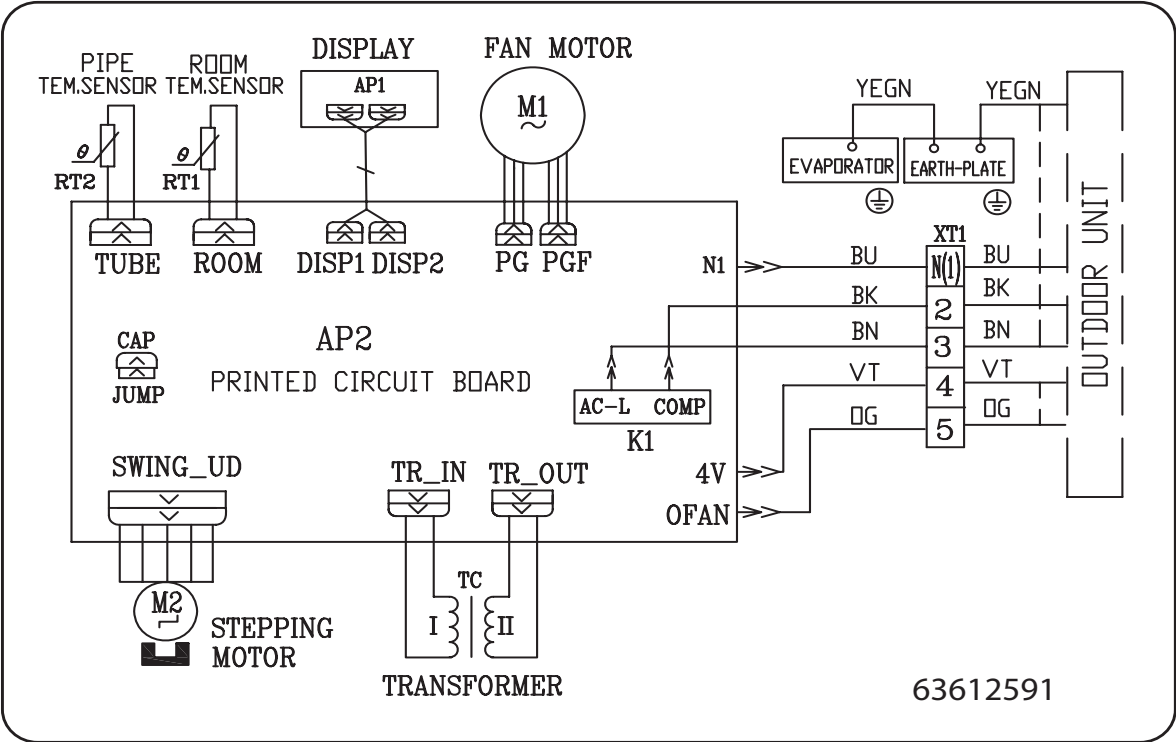 PIPE
TEM.SENSOR
ROOM
TEM.SENSOR
DISPLAY
AP1
FAN MOTOR
M1
YEGN
YEGN
EVAPORATOR
EARTH-PLATE
θ
RT2
θ
RT1
TUBE
ROOM
DISP1
DISP2
PG
PGF
N1
BU
XT1
N(1)
BU
BK
2
BK
BN
3
BN
VT
4
VT
OG
5
OG
OUTDOOR UNIT
CAP
JUMP
AP2
PRINTED CIRCUIT BOARD
AC-L
COMP
K1
4V
OFAN
SWING_UD
TR_IN
TR_OUT
M2
STEPPING
MOTOR
TC
I
II
TRANSFORMER
63612591